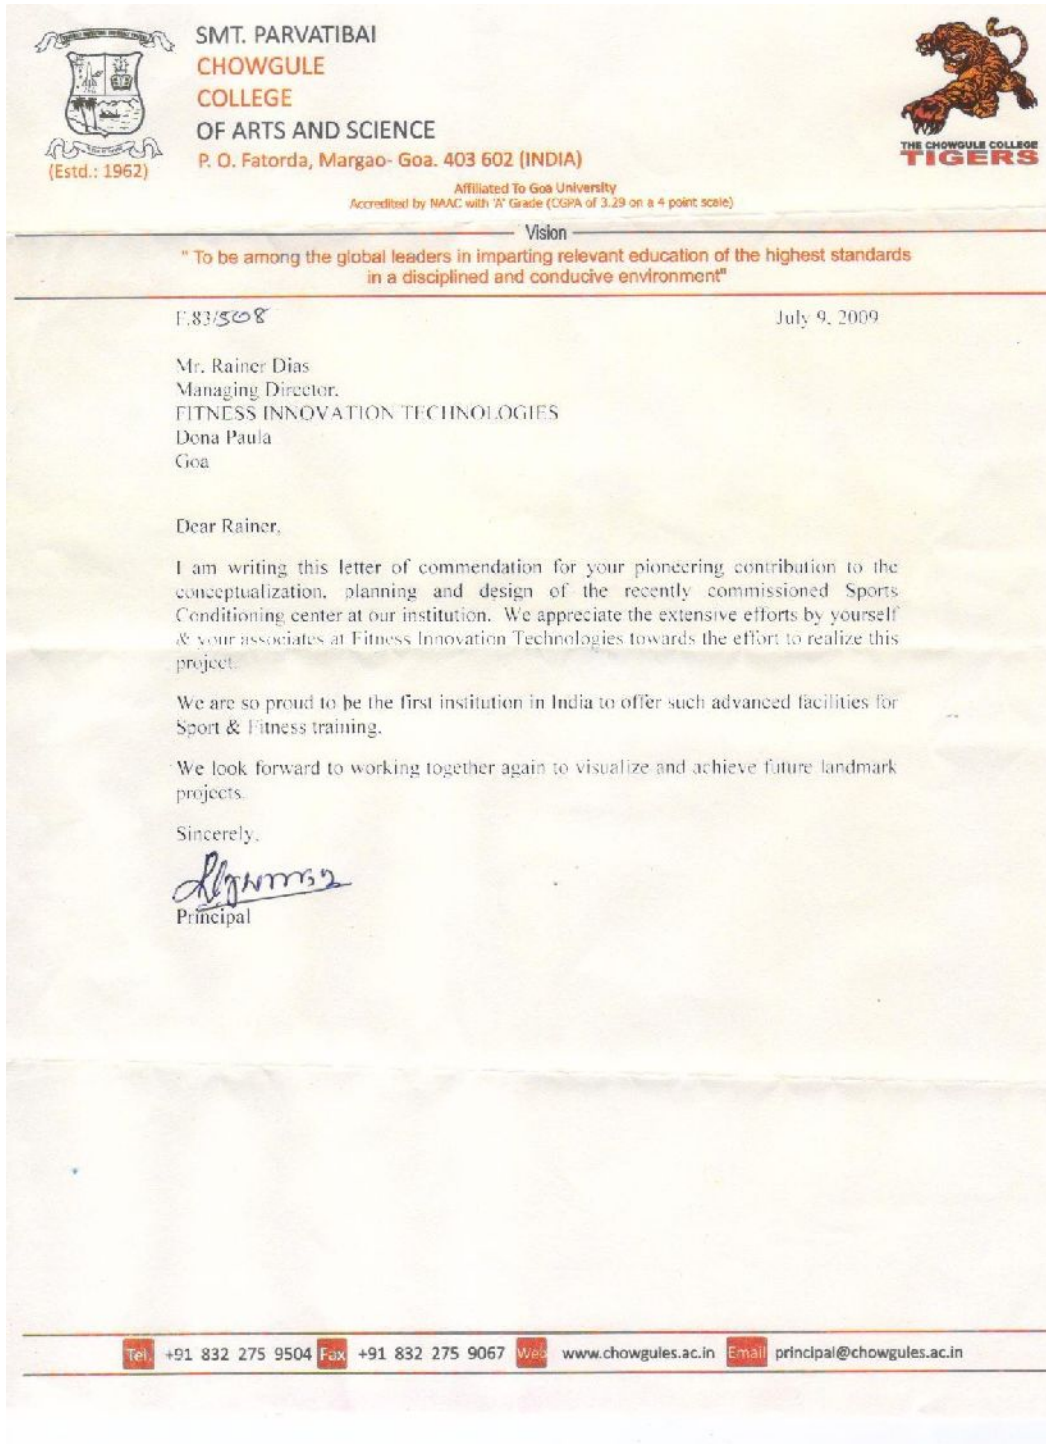 SMT. PARVATIBAI
CHOWGULE
COLLEGE
OF ARTS AND SCIENCE
P. O. Fatorda, Margao- Goa. 403 602 (INDIA)
(Estd.: 1962)
THE CHOWGULE COLLEGE
TIGERS
Affiliated To Goa University
Accredited by NAAC with 'A' Grade (CGPA of 3.29 on a 4 point scale)
Vision
" To be among the global leaders in imparting relevant education of the highest standards
in a disciplined and conducive environment"
F.83/508
July 9, 2009
Mr. Rainer Dias
Managing Director.
FITNESS INNOVATION TECHNOLOGIES
Dona Paula
Goa
Dear Rainer,
I am writing this letter of commendation for your pioneering contribution to the
conceptualization, planning and design of the recently commissioned Sports
Conditioning center at our institution. We appreciate the extensive efforts by yourself
& your associates at Fitness Innovation Technologies towards the effort to realize this
project.
We are so proud to be the first institution in India to offer such advanced facilities for
Sport & Fitness training.
We look forward to working together again to visualize and achieve future landmark
projects.
Sincerely,
Principal
Tel. +91 832 275 9504 Fax +91 832 275 9067 Web www.chowgules.ac.in Email principal@chowgules.ac.in